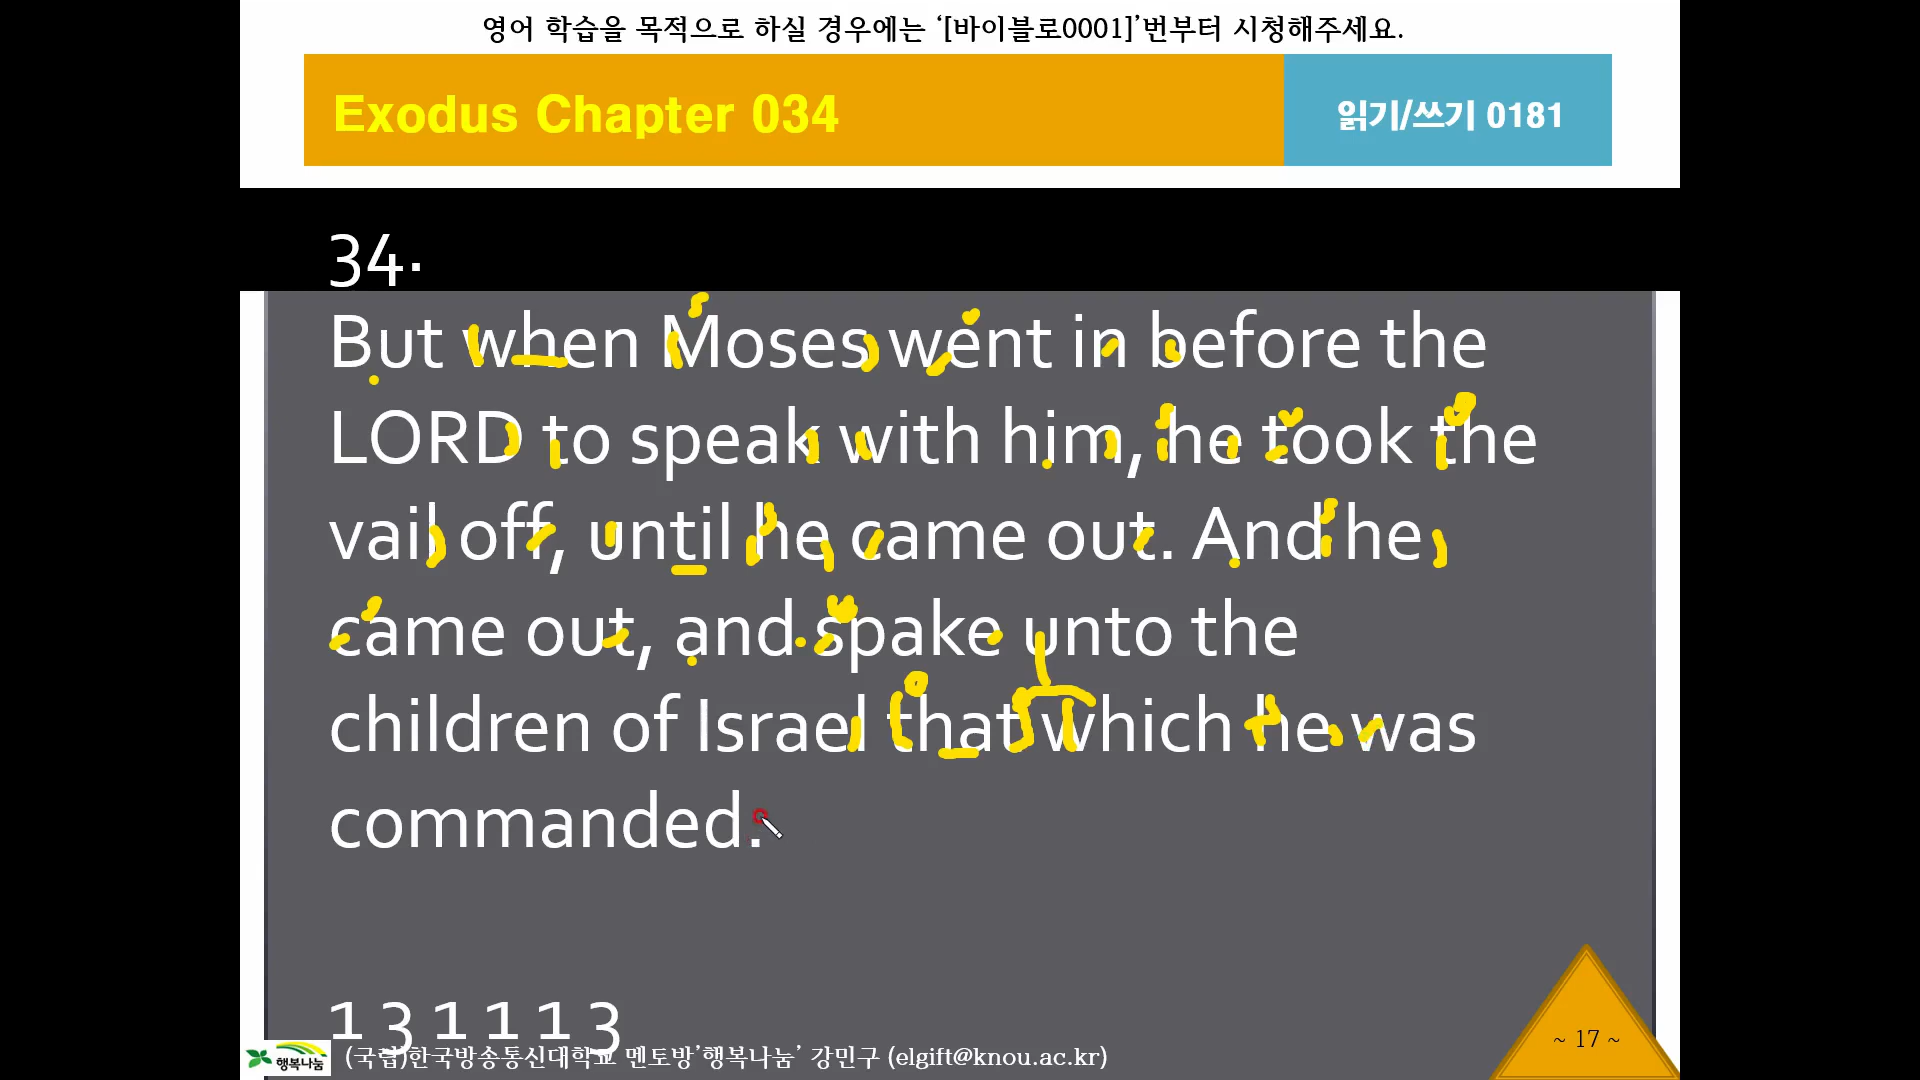 영어 학습을 목적으로 하실 경우에는 ‘[바이블로0001]’번부터 시청해주세요.
Exodus Chapter 034
읽기/쓰기 0181
34.
But when Moses went in before the
LORD to speak with him, he took the
vail off, until he came out. And he
came out, and spake unto the
children of Israel that which he was
commanded.
1 3 1 1 1 3
행복나눔
(국립)한국방송통신대학교 멘토방’행복나눔’ 강민구 (elgift@knou.ac.kr)
~ 17 ~